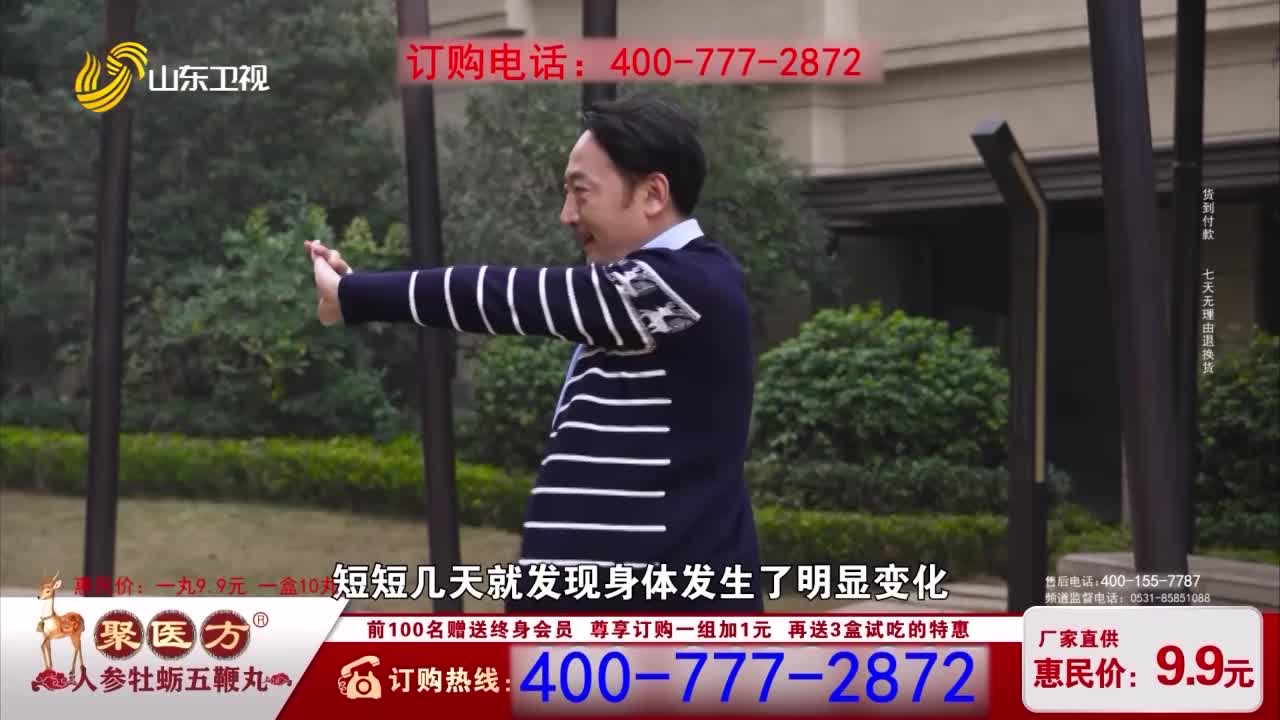 山东卫视
订购电话：400-777-2872
货到付款 七天无理由退换货
短短几天就发现身体发生了明显变化
惠民价：一丸9.9元 一盒10丸
售后电话:400-155-7787
频道监督电话：0531-85851088
聚医方®
人参牡蛎五鞭丸
前100名赠送终身会员 尊享订购一组加1元 再送3盒试吃的特惠
订购热线：400-777-2872
厂家直供
惠民价：9.9元